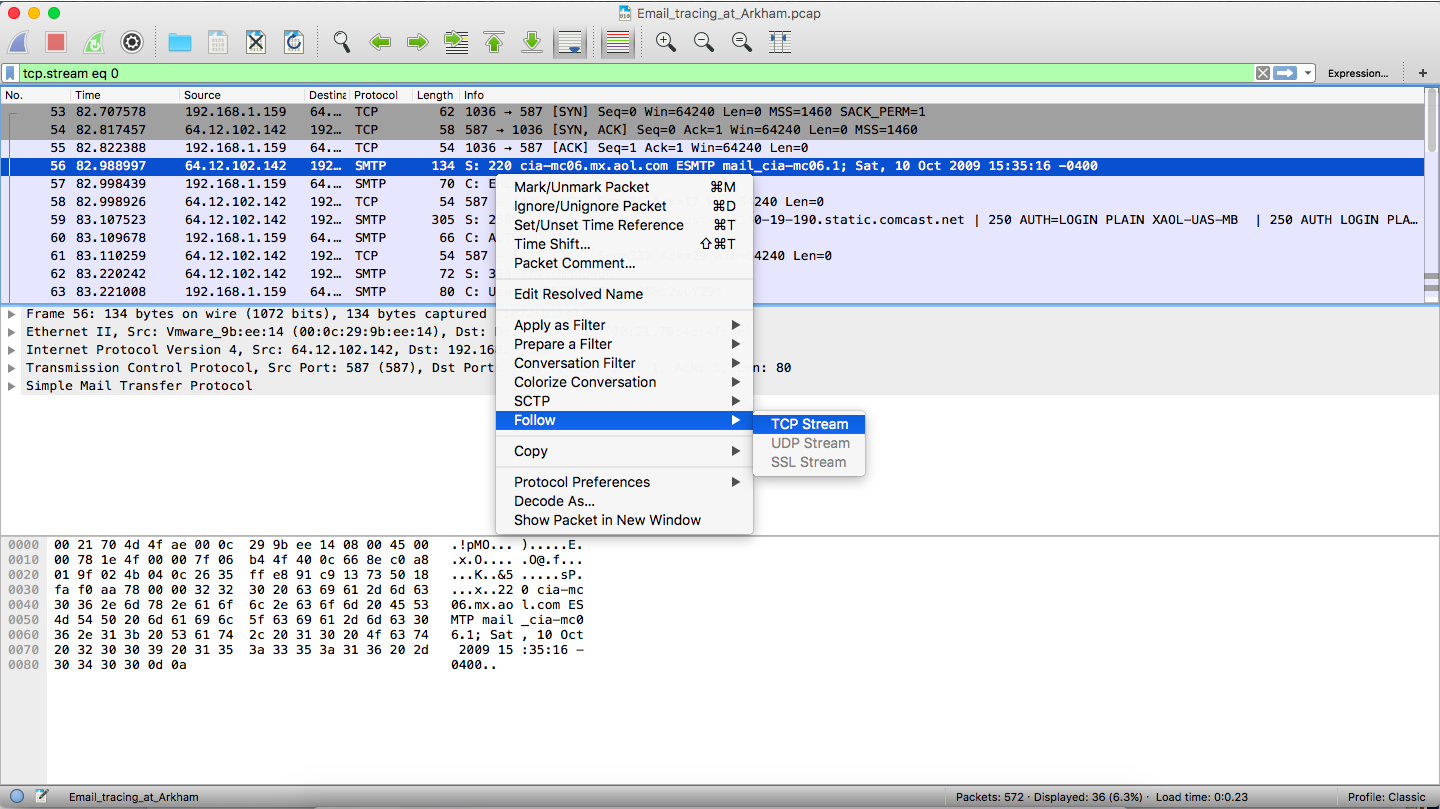 Email_tracing_at_Arkham.pcap
tcp.stream eq 0
Expression... +
No. Time Source Destina Protocol Length Info
53 82.707578 192.168.1.159 64.… TCP 62 1036 → 587 [SYN] Seq=0 Win=64240 Len=0 MSS=1460 SACK_PERM=1
54 82.817457 64.12.102.142 192… TCP 58 587 → 1036 [SYN, ACK] Seq=0 Ack=1 Win=64240 Len=0 MSS=1460
55 82.822388 192.168.1.159 64.… TCP 54 1036 → 587 [ACK] Seq=1 Ack=1 Win=64240 Len=0
56 82.988997 64.12.102.142 192… SMTP 134 S: 220 cia-mc06.mx.aol.com ESMTP mail_cia-mc06.1; Sat, 10 Oct 2009 15:35:16 -0400
57 82.998439 192.168.1.159 64.… SMTP 70 C: E
58 82.998926 64.12.102.142 192… TCP 54 587 4240 Len=0
59 83.107523 64.12.102.142 192… SMTP 305 S: 2 0-19-190.static.comcast.net | 250 AUTH=LOGIN PLAIN XAOL-UAS-MB | 250 AUTH LOGIN PLA…
60 83.109678 192.168.1.159 64.… SMTP 66 C: A
61 83.110259 64.12.102.142 192… TCP 54 587 4240 Len=0
62 83.220242 64.12.102.142 192… SMTP 72 S: 3
63 83.221008 192.168.1.159 64.… SMTP 80 C: U
Mark/Unmark Packet ⌘M
Ignore/Unignore Packet ⌘D
Set/Unset Time Reference ⌘T
Time Shift... ⇧⌘T
Packet Comment...
Edit Resolved Name
Apply as Filter
Prepare a Filter
Conversation Filter
Colorize Conversation
SCTP
Follow
TCP Stream
UDP Stream
SSL Stream
Copy
Protocol Preferences
Decode As...
Show Packet in New Window
Frame 56: 134 bytes on wire (1072 bits), 134 bytes captured
Ethernet II, Src: Vmware_9b:ee:14 (00:0c:29:9b:ee:14), Dst:
Internet Protocol Version 4, Src: 64.12.102.142, Dst: 192.16
Transmission Control Protocol, Src Port: 587 (587), Dst Port n: 80
Simple Mail Transfer Protocol
0000 00 21 70 4d 4f ae 00 0c 29 9b ee 14 08 00 45 00 .!pMO... ).....E.
0010 00 78 1e 4f 00 00 7f 06 b4 4f 40 0c 66 8e c0 a8 .x.O.... .O@.f...
0020 01 9f 02 4b 04 0c 26 35 ff e8 91 c9 13 73 50 18 ...K..&5 .....sP.
0030 fa f0 aa 78 00 00 32 32 30 20 63 69 61 2d 6d 63 ...x..22 0 cia-mc
0040 30 36 2e 6d 78 2e 61 6f 6c 2e 63 6f 6d 20 45 53 06.mx.ao l.com ES
0050 4d 54 50 20 6d 61 69 6c 5f 63 69 61 2d 6d 63 30 MTP mail _cia-mc0
0060 36 2e 31 3b 20 53 61 74 2c 20 31 30 20 4f 63 74 6.1; Sat , 10 Oct
0070 20 32 30 30 39 20 31 35 3a 33 35 3a 31 36 20 2d 2009 15 :35:16 -
0080 30 34 30 30 0d 0a 0400..
Email_tracing_at_Arkham
Packets: 572 · Displayed: 36 (6.3%) · Load time: 0:0.23
Profile: Classic